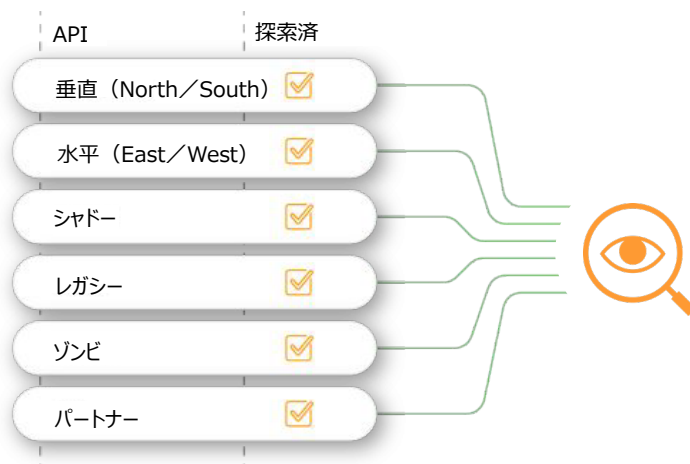 API 探索済
垂直（North／South）
水平（East／West）
シャドー
レガシー
ゾンビ
パートナー